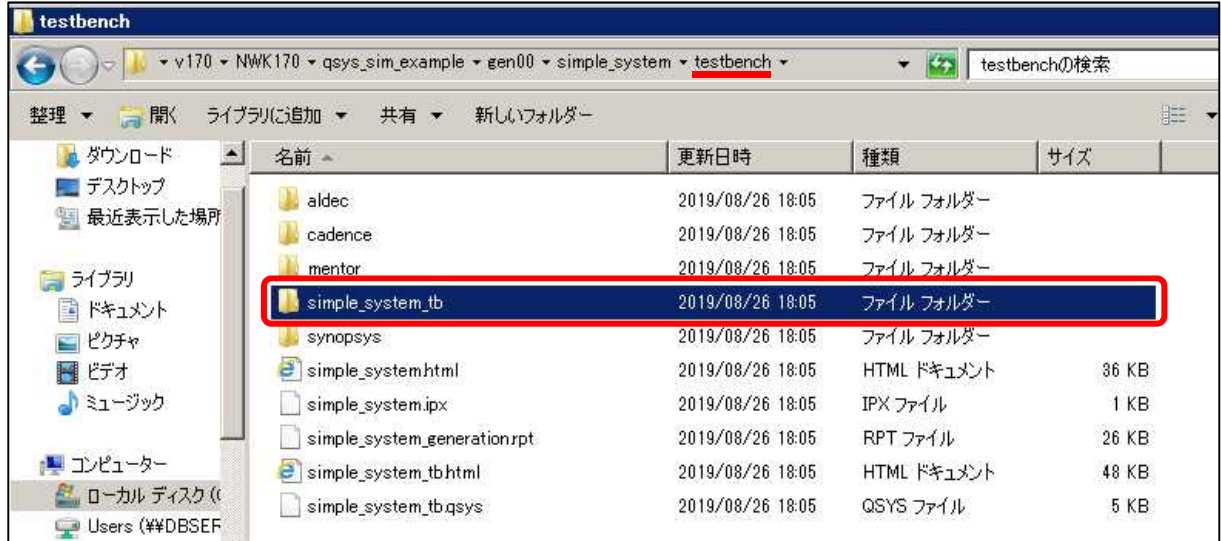 testbench
v170 NWK170 qsys_sim_example gen00 simple_system testbench testbenchの検索
整理 開く ライブラリに追加 共有 新しいフォルダー
ダウンロード
デスクトップ
最近表示した場所
ライブラリ
ドキュメント
ピクチャ
ビデオ
ミュージック
コンピューター
ローカル ディスク (
Users (¥¥DBSER
名前 更新日時 種類 サイズ
aldec 2019/08/26 18:05 ファイル フォルダー
cadence 2019/08/26 18:05 ファイル フォルダー
mentor 2019/08/26 18:05 ファイル フォルダー
simple_system_tb 2019/08/26 18:05 ファイル フォルダー
synopsys 2019/08/26 18:05 ファイル フォルダー
simple_system.html 2019/08/26 18:05 HTML ドキュメント 36 KB
simple_system.ipx 2019/08/26 18:05 IPX ファイル 1 KB
simple_system_generation.rpt 2019/08/26 18:05 RPT ファイル 26 KB
simple_system_tb.html 2019/08/26 18:05 HTML ドキュメント 48 KB
simple_system_tb.qsys 2019/08/26 18:05 QSYS ファイル 5 KB